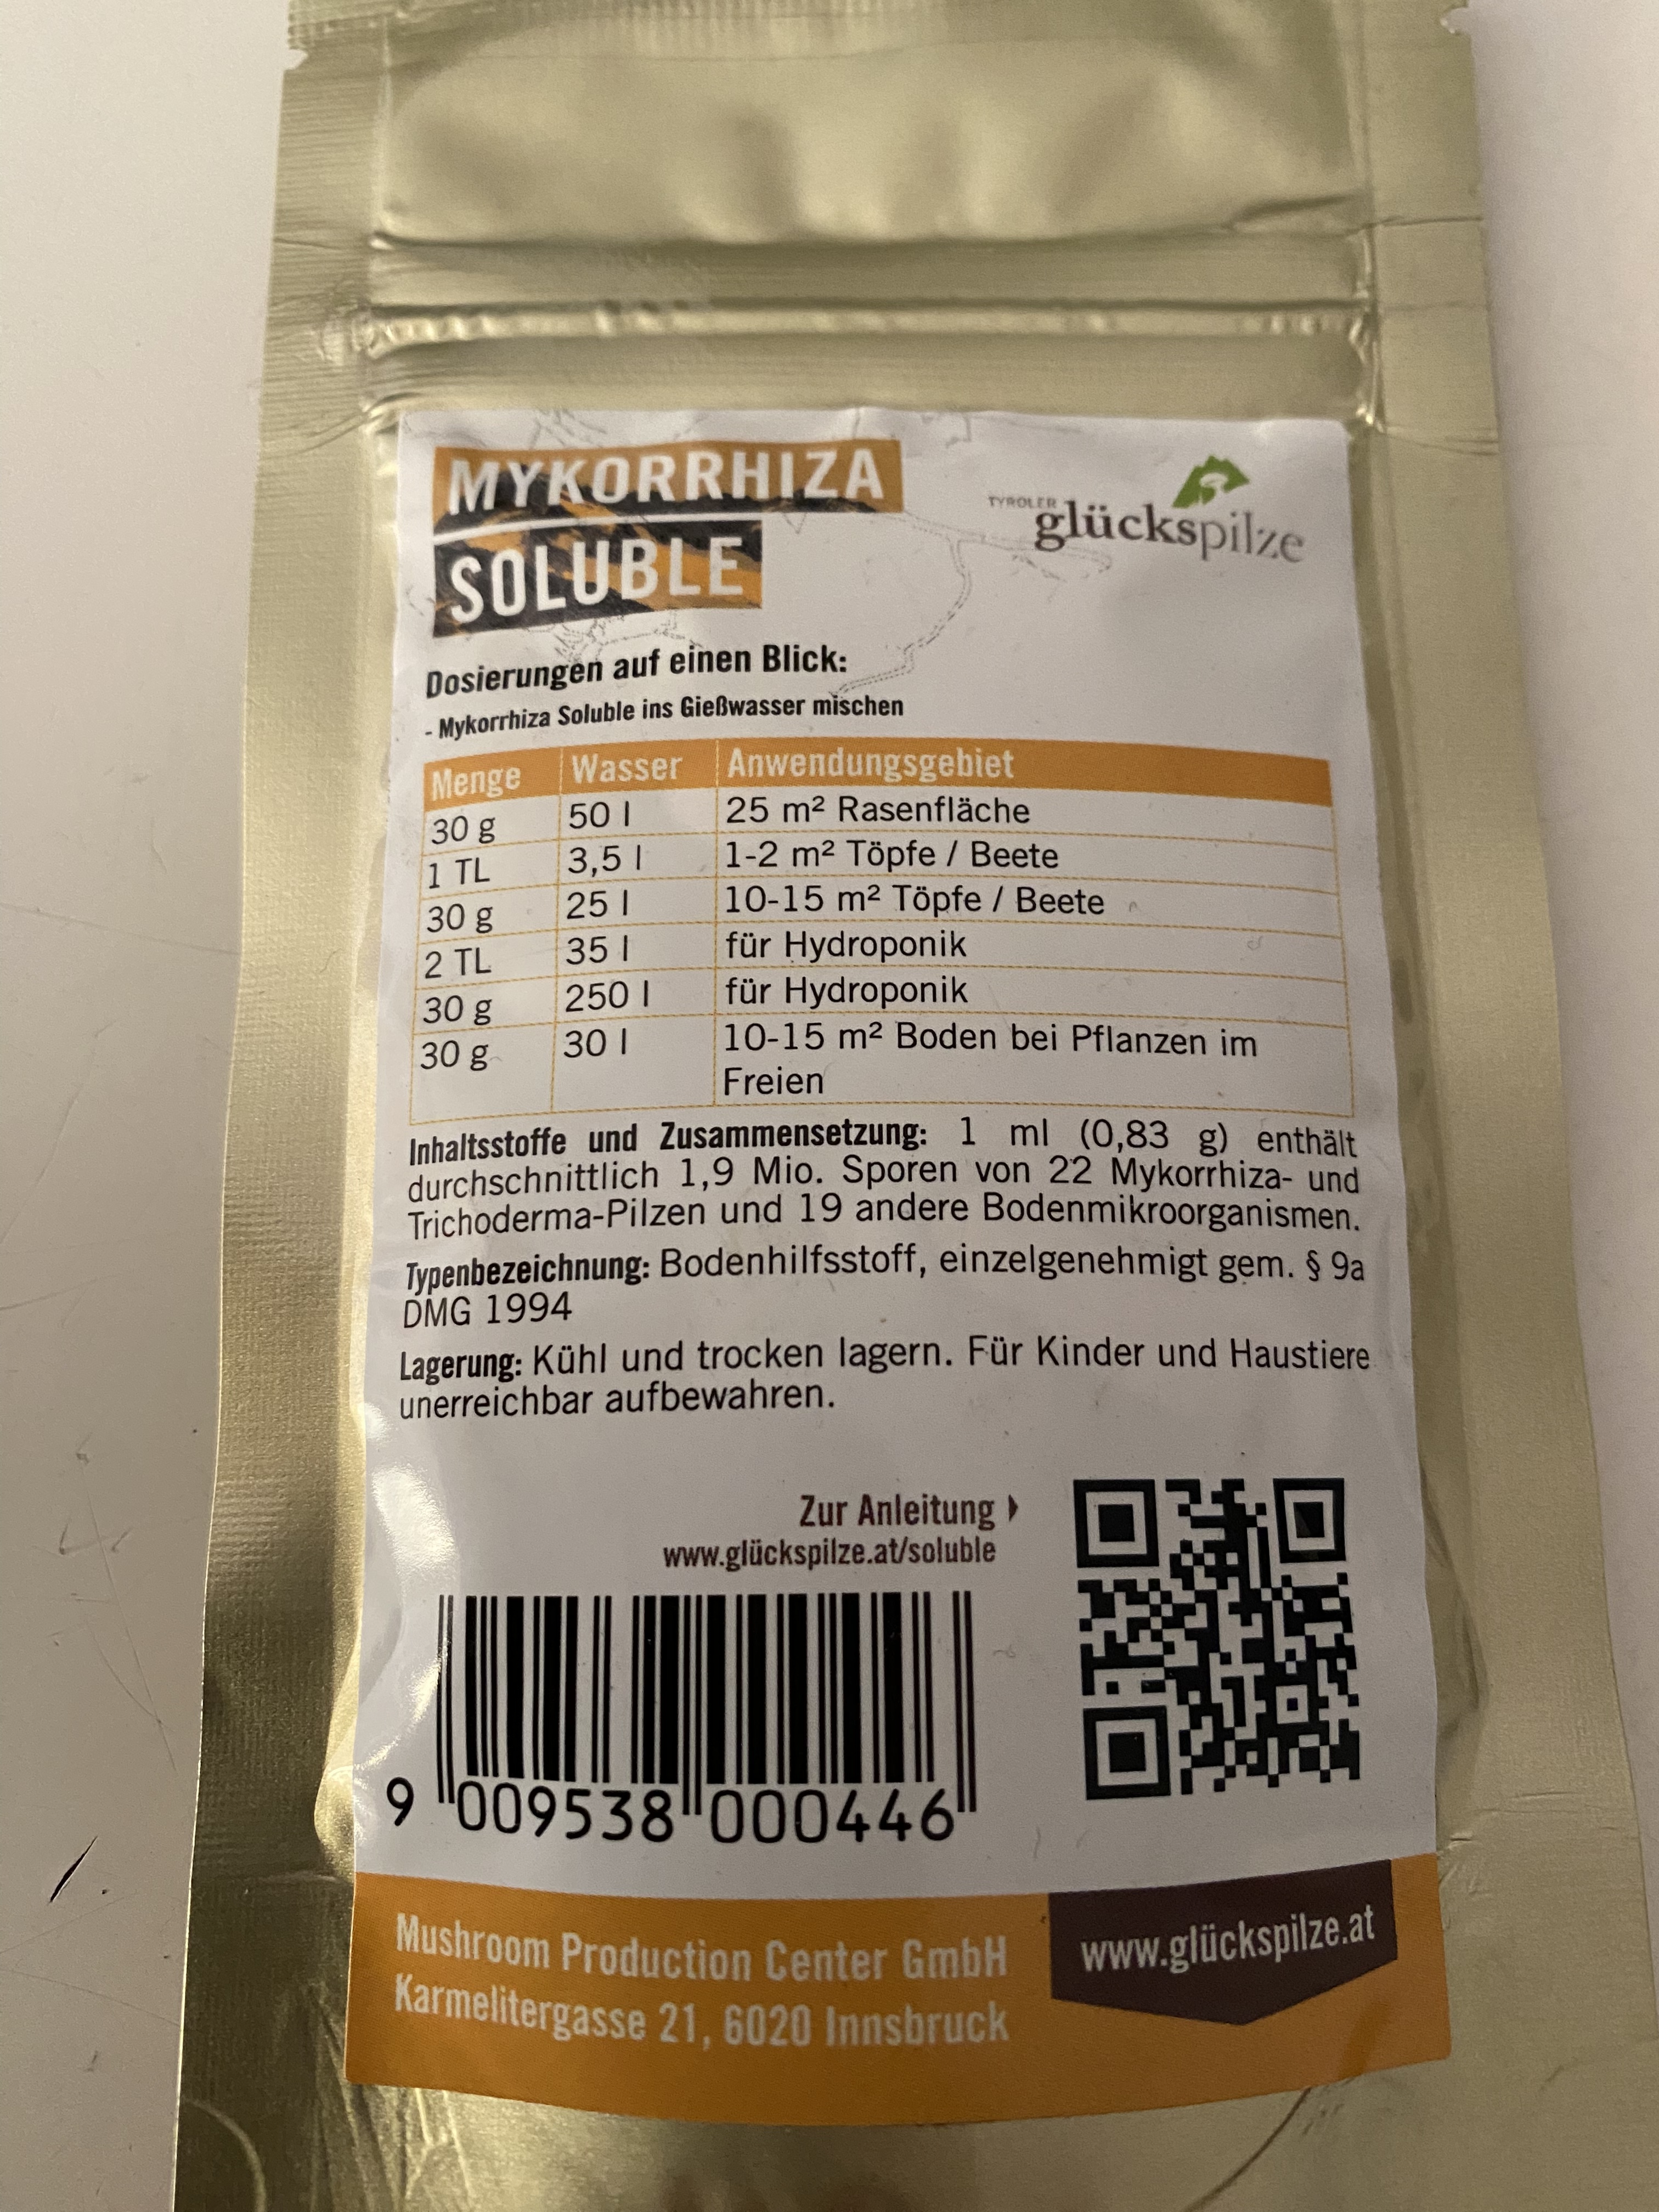 MYKORRHIZA
SOLUBLE
TYROLER
glückspilze
Dosierungen auf einen Blick:
- Mykorrhiza Soluble ins Gießwasser mischen
Menge Wasser Anwendungsgebiet
30 g 50 l 25 m² Rasenfläche
1 TL 3,5 l 1-2 m² Töpfe / Beete
30 g 25 l 10-15 m² Töpfe / Beete
2 TL 35 l für Hydroponik
30 g 250 l für Hydroponik
30 g 30 l 10-15 m² Boden bei Pflanzen im
Freien
Inhaltsstoffe und Zusammensetzung: 1 ml (0,83 g) enthält
durchschnittlich 1,9 Mio. Sporen von 22 Mykorrhiza- und
Trichoderma-Pilzen und 19 andere Bodenmikroorganismen.
Typenbezeichnung: Bodenhilfsstoff, einzelgenehmigt gem. § 9a
DMG 1994
Lagerung: Kühl und trocken lagern. Für Kinder und Haustiere
unerreichbar aufbewahren.
Zur Anleitung
www.glückspilze.at/soluble
9 009538 000446
Mushroom Production Center GmbH
Karmelitergasse 21, 6020 Innsbruck
www.glückspilze.at